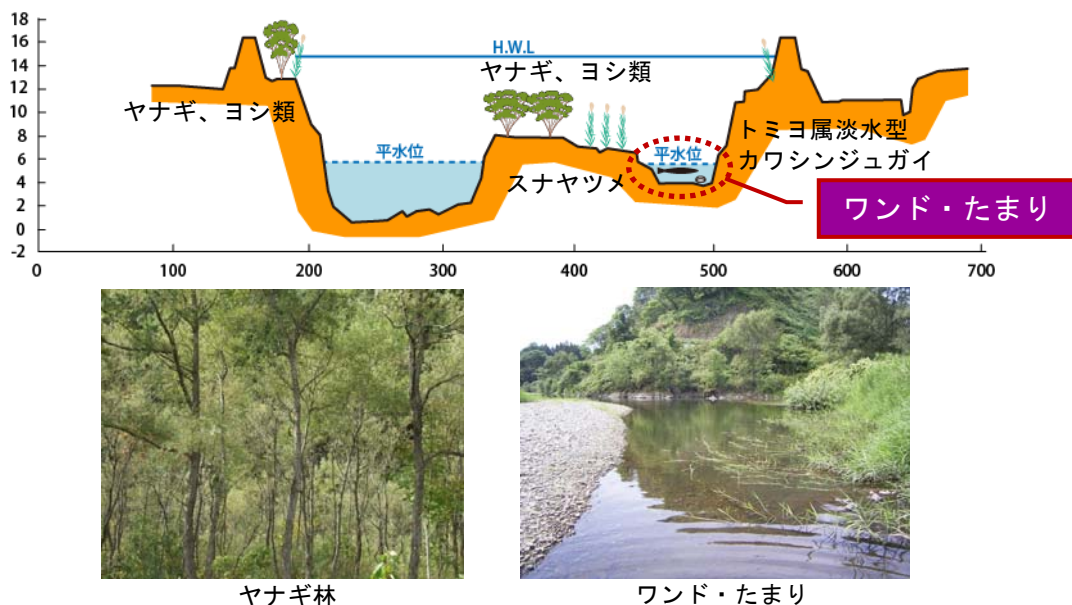 18
16
14
12
10
8
6
4
2
0
-2
H.W.L
ヤナギ、ヨシ類
ヤナギ、ヨシ類
平水位
平水位
トミヨ属淡水型
カワシンジュガイ
スナヤツメ
ワンド・たまり
0 100 200 300 400 500 600 700
ヤナギ林
ワンド・たまり